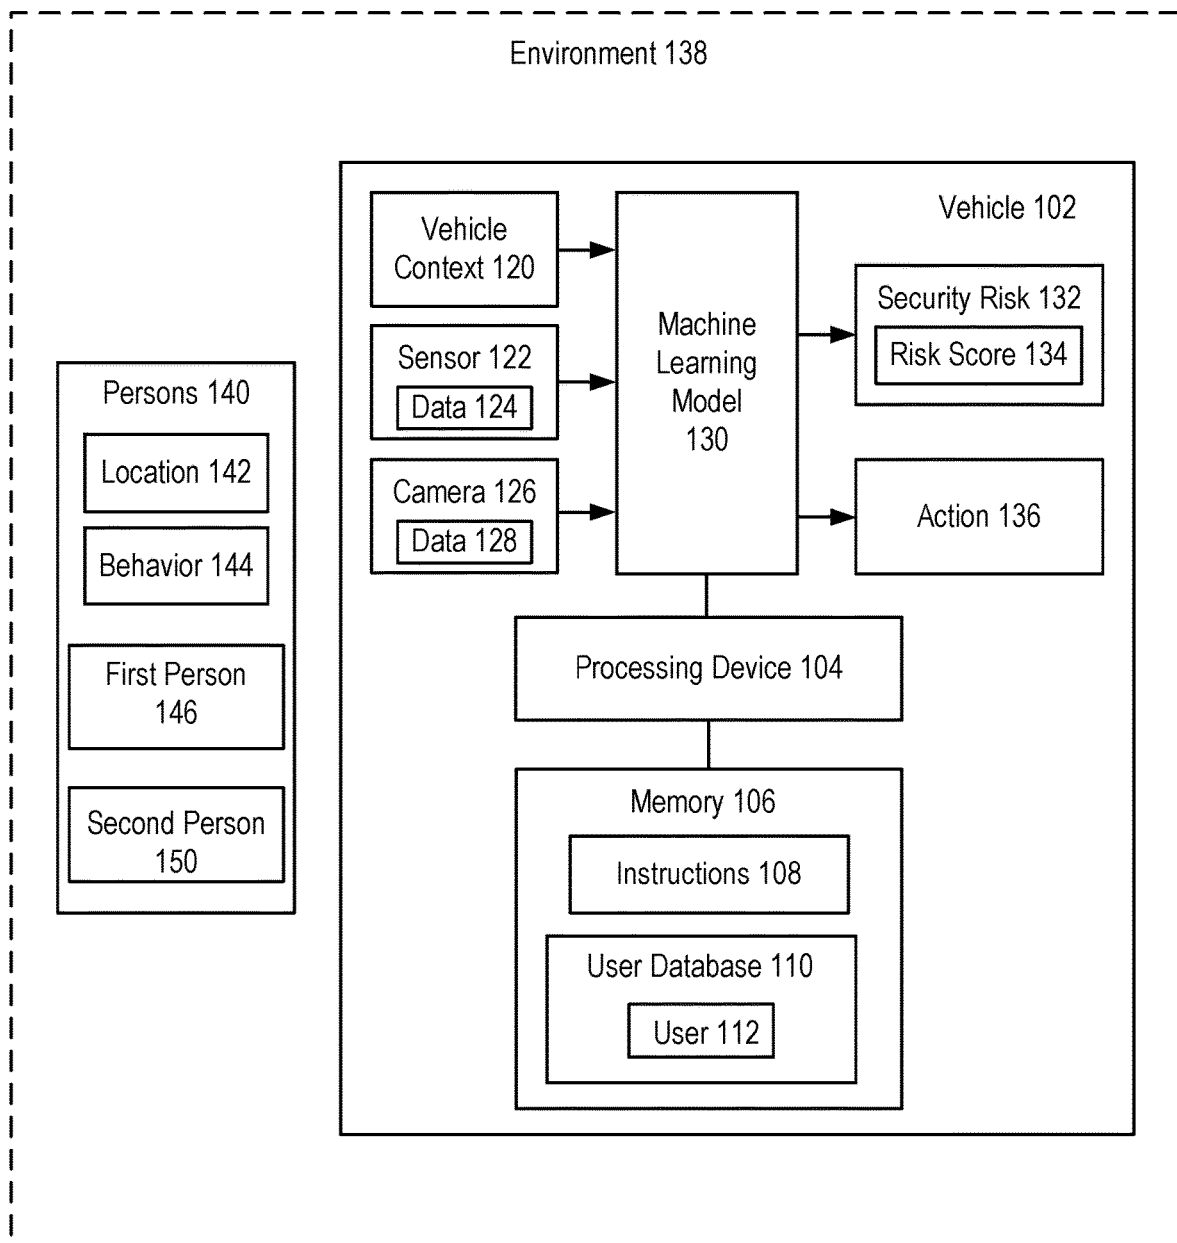 Environment 138
Vehicle 102
Vehicle
Context 120
Sensor 122
Data 124
Camera 126
Data 128
Machine
Learning
Model
130
Security Risk 132
Risk Score 134
Action 136
Persons 140
Location 142
Behavior 144
First Person
146
Second Person
150
Processing Device 104
Memory 106
Instructions 108
User Database 110
User 112